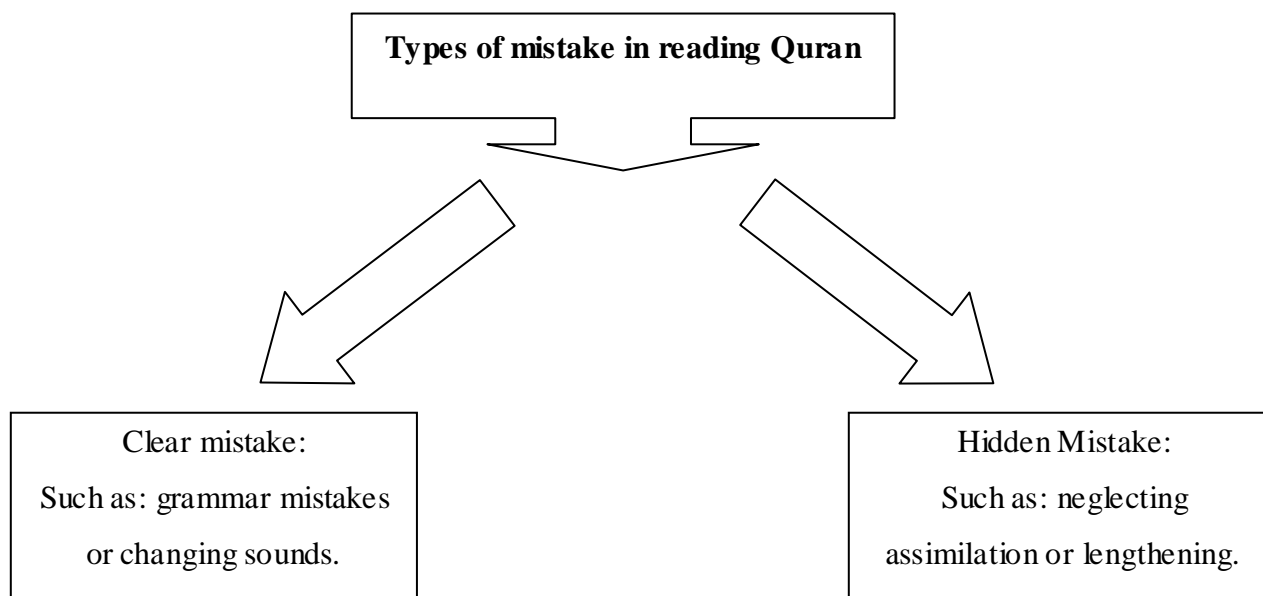 Types of mistake in reading Quran
Clear mistake:
Such as: grammar mistakes
or changing sounds.
Hidden Mistake:
Such as: neglecting
assimilation or lengthening.